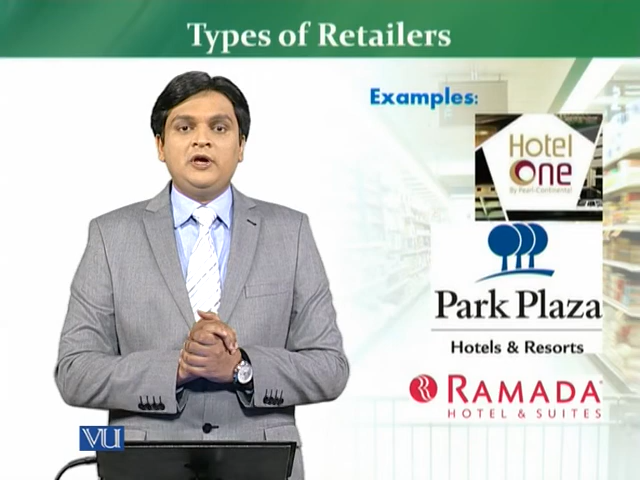 Types of Retailers
Examples:
Hotel
One
By Pearl-Continental
Park Plaza
Hotels & Resorts
RAMADA
HOTEL & SUITES
VU